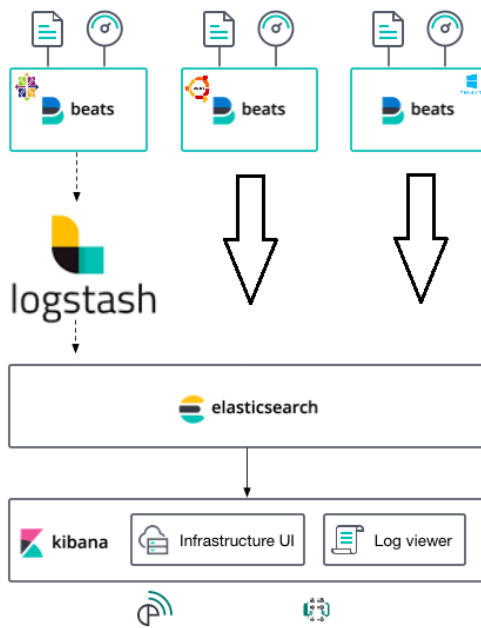 beats
beats
beats
logstash
elasticsearch
kibana
Infrastructure UI
Log viewer